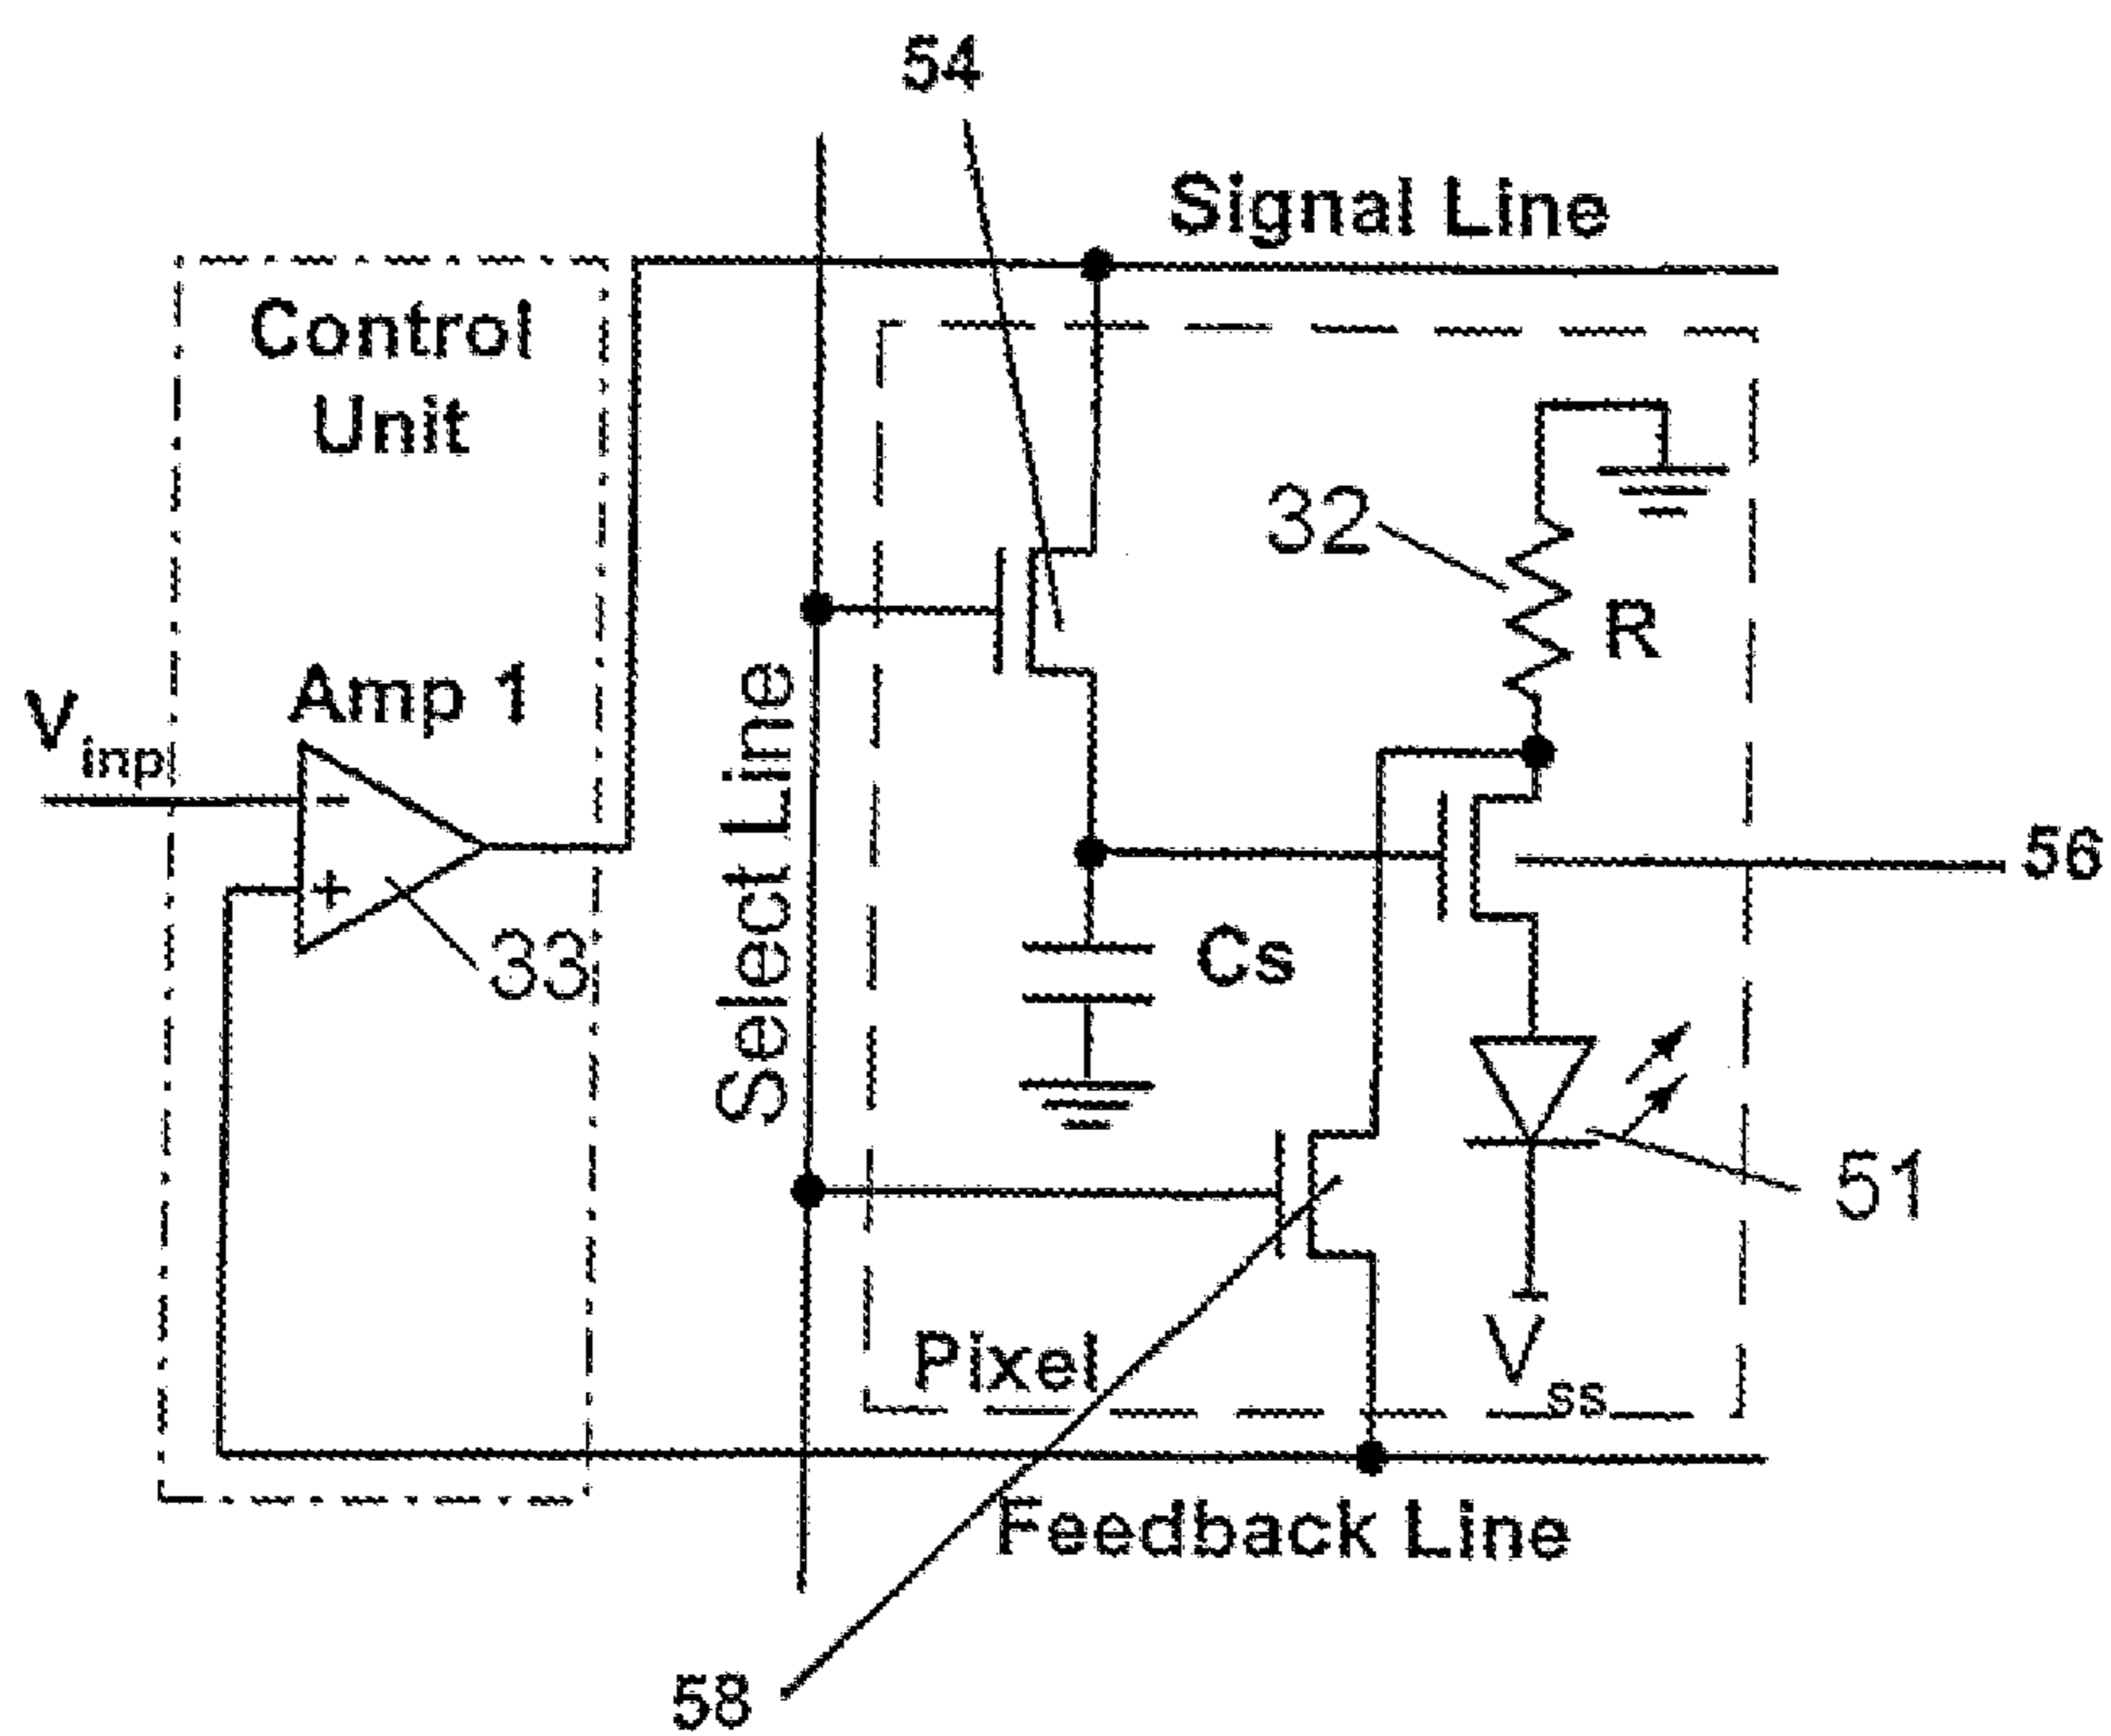 54
Signal Line
Control
Unit
32
R
Amp 1
V inp
-
+
33
Select Line
56
Cs
51
Pixel
V ss
Feedback Line
58